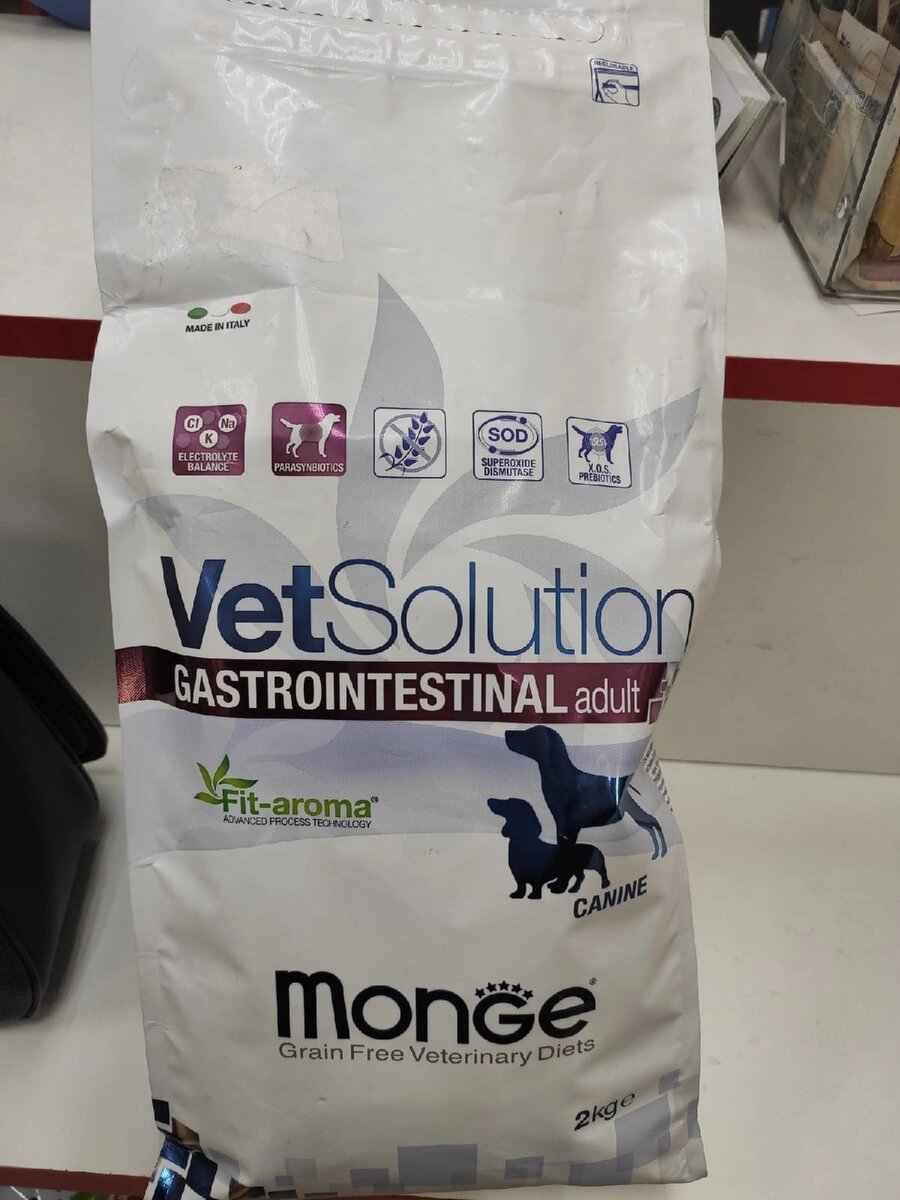 RECLOSABLE
MADE IN ITALY
Cl Na
K
ELECTROLYTE
BALANCE
PARASYNBIOTICS
SOD
SUPEROXIDE
DISMUTASE
X.O.S.
PREBIOTICS
VetSolution
GASTROINTESTINAL adult
Fit-aroma®
ADVANCED PROCESS TECHNOLOGY
CANINE
monge®
Grain Free Veterinary Diets
2kg e